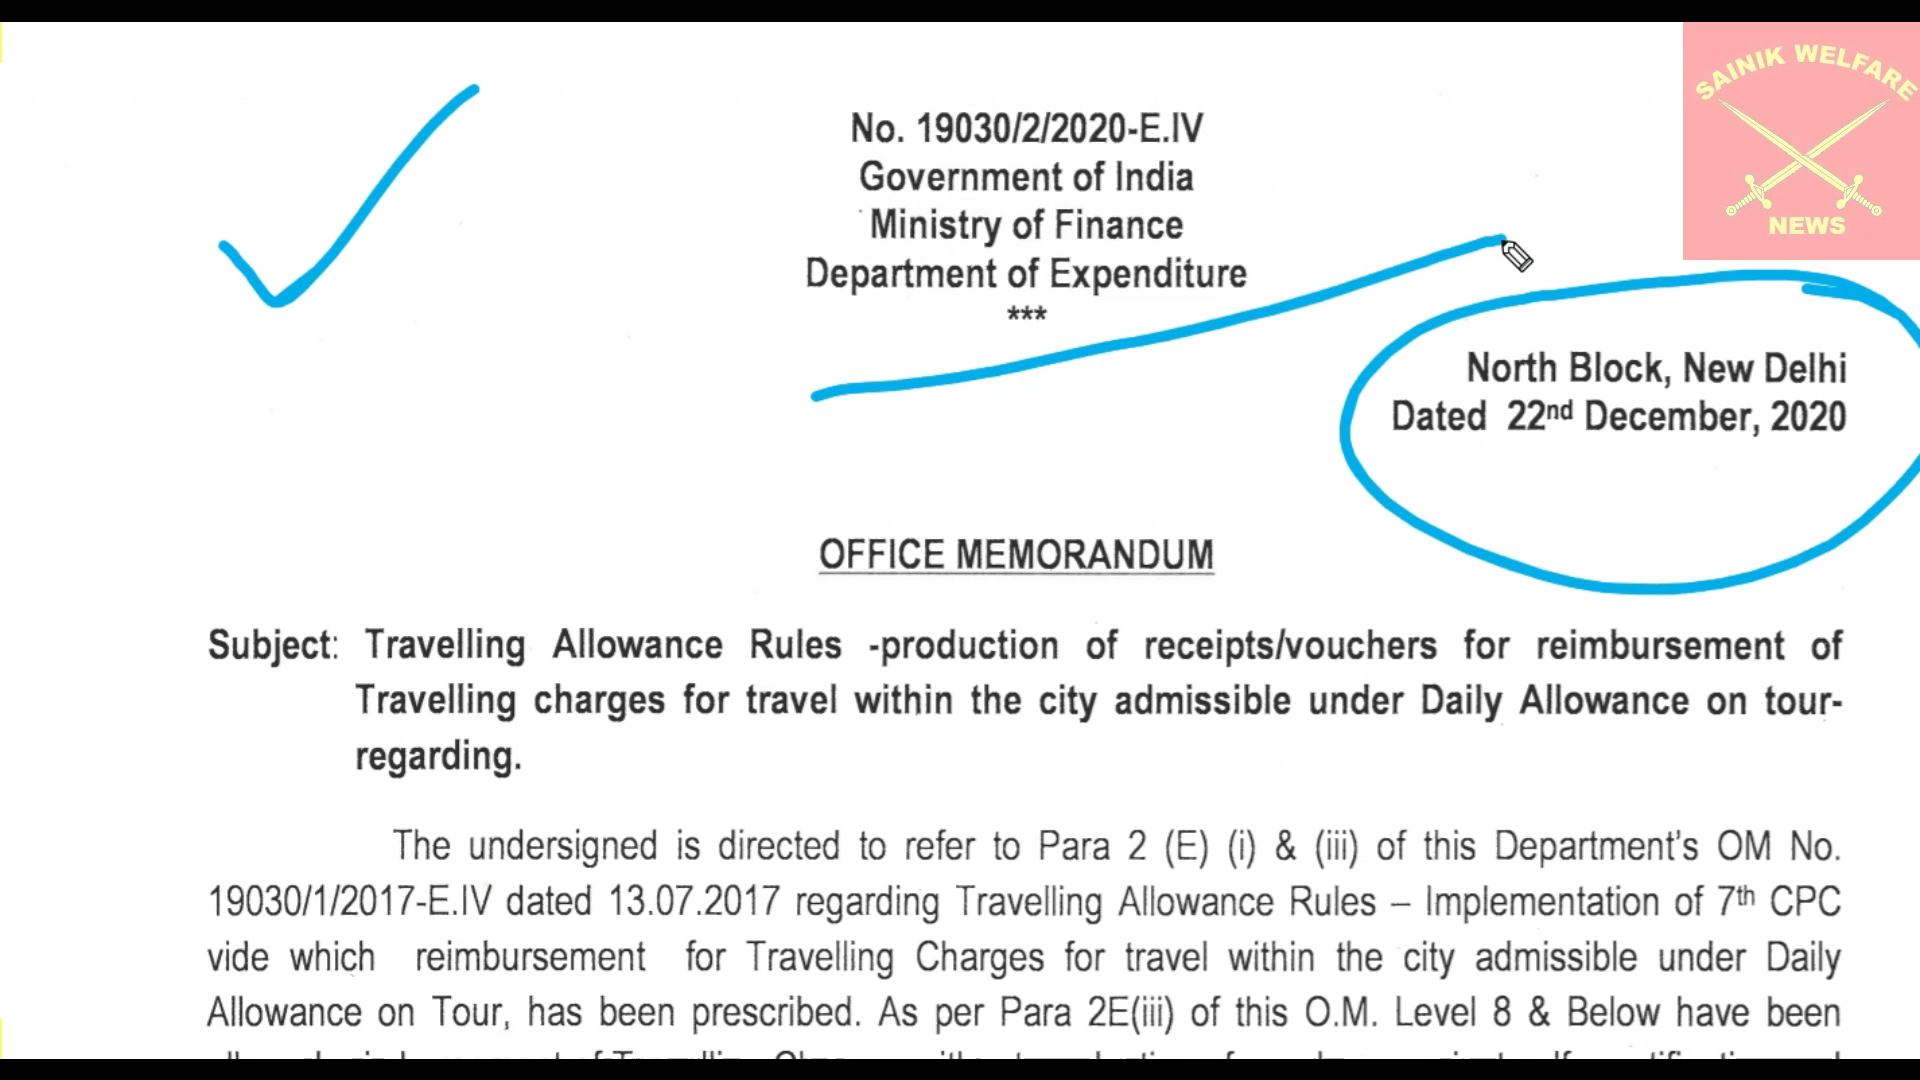 SAINIK WELFARE
NEWS
No. 19030/2/2020-E.IV
Government of India
Ministry of Finance
Department of Expenditure
***
North Block, New Delhi
Dated 22nd December, 2020
OFFICE MEMORANDUM
Subject: Travelling Allowance Rules -production of receipts/vouchers for reimbursement of
Travelling charges for travel within the city admissible under Daily Allowance on tour-
regarding.
The undersigned is directed to refer to Para 2 (E) (i) & (iii) of this Department's OM No.
19030/1/2017-E.IV dated 13.07.2017 regarding Travelling Allowance Rules – Implementation of 7th CPC
vide which reimbursement for Travelling Charges for travel within the city admissible under Daily
Allowance on Tour, has been prescribed. As per Para 2E(iii) of this O.M. Level 8 & Below have been